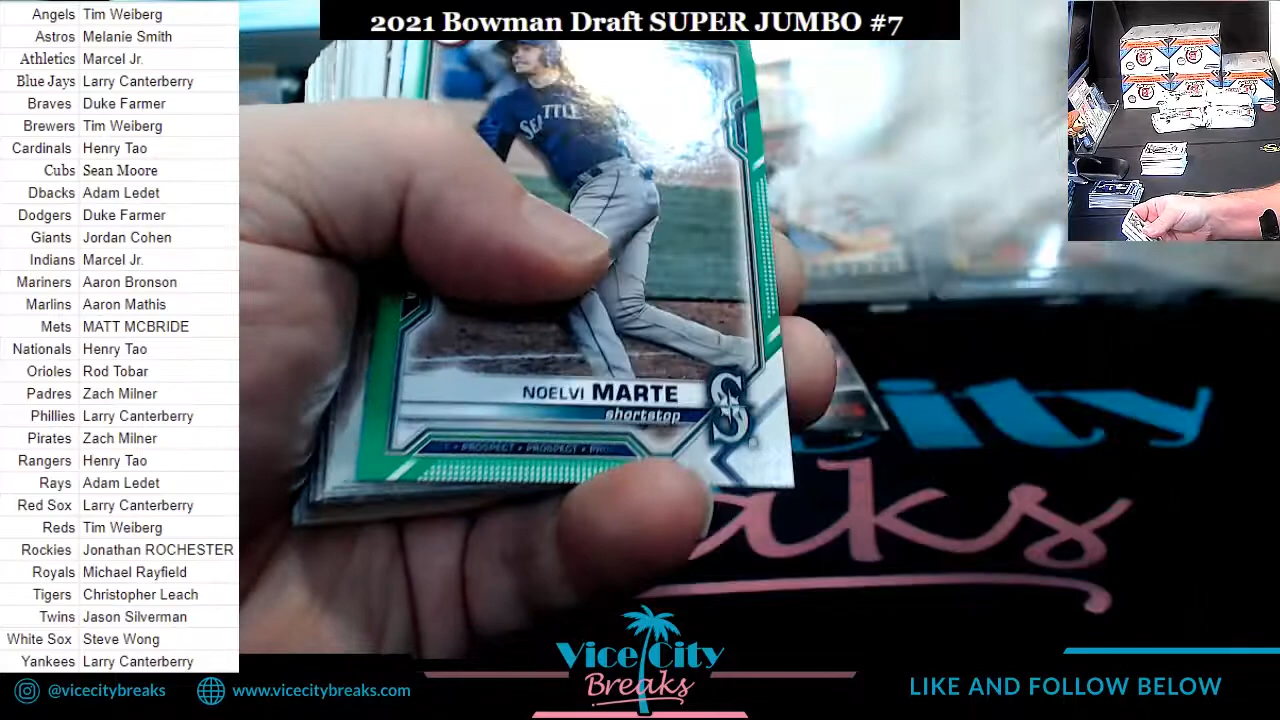 2021 Bowman Draft SUPER JUMBO #7
Angels Tim Weiberg
Astros Melanie Smith
Athletics Marcel Jr.
Blue Jays Larry Canterberry
Braves Duke Farmer
Brewers Tim Weiberg
Cardinals Henry Tao
Cubs Sean Moore
Dbacks Adam Ledet
Dodgers Duke Farmer
Giants Jordan Cohen
Indians Marcel Jr.
Mariners Aaron Bronson
Marlins Aaron Mathis
Mets MATT MCBRIDE
Nationals Henry Tao
Orioles Rod Tobar
Padres Zach Milner
Phillies Larry Canterberry
Pirates Zach Milner
Rangers Henry Tao
Rays Adam Ledet
Red Sox Larry Canterberry
Reds Tim Weiberg
Rockies Jonathan ROCHESTER
Royals Michael Rayfield
Tigers Christopher Leach
Twins Jason Silverman
White Sox Steve Wong
Yankees Larry Canterberry
SEATTLE
NOELVI MARTE
shortstop
PROSPECT • PROSPECT
City
@vicecitybreaks
www.vicecitybreaks.com
Vice City
Breaks
LIKE AND FOLLOW BELOW